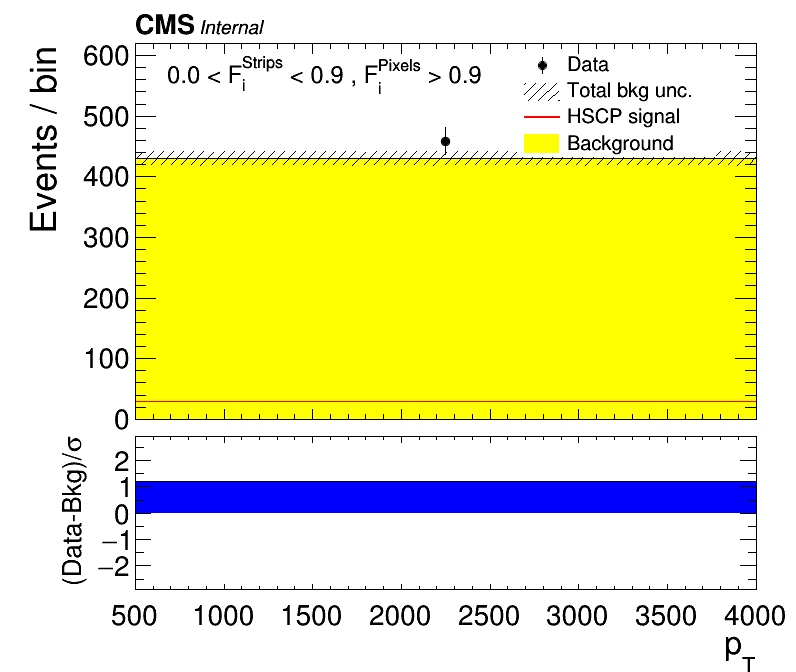 CMS Internal
600
500
400
300
200
100
0
Events / bin
0.0 < F_i^Strips < 0.9 , F_i^Pixels > 0.9
Data
Total bkg unc.
HSCP signal
Background
2
1
0
−1
−2
(Data-Bkg)/σ
500 1000 1500 2000 2500 3000 3500 4000
p_T